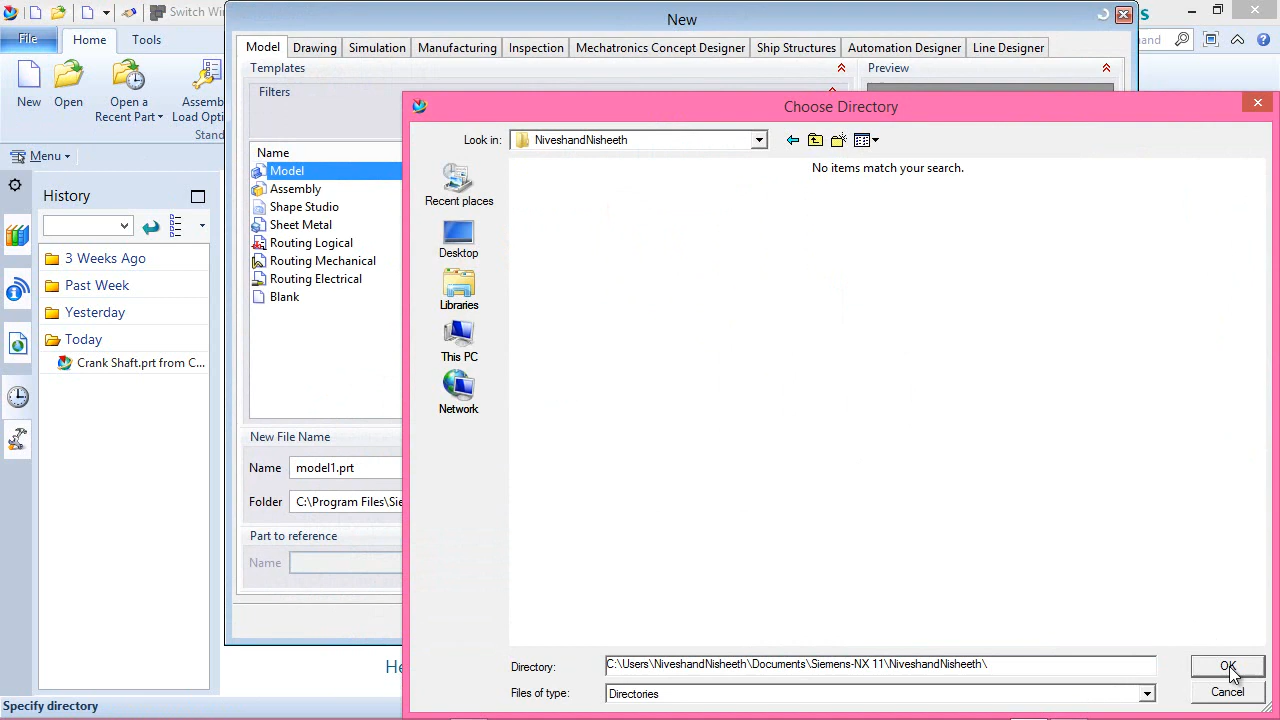 Switch Win
New
S
File
Home
Tools
mand
Model
Drawing
Simulation
Manufacturing
Inspection
Mechatronics Concept Designer
Ship Structures
Automation Designer
Line Designer
Templates
Preview
Filters
New
Open
Open a
Recent Part
Assemb
Load Opti
Stand
Choose Directory
Look in:
NiveshandNisheeth
Menu
Name
No items match your search.
Model
Assembly
Shape Studio
Sheet Metal
Routing Logical
Routing Mechanical
Routing Electrical
Blank
Recent places
Desktop
Libraries
This PC
Network
History
3 Weeks Ago
Past Week
Yesterday
Today
Crank Shaft.prt from C...
New File Name
Name
model1.prt
Folder
C:\Program Files\Sie
Part to reference
Name
He
Directory:
C:\Users\NiveshandNisheeth\Documents\Siemens-NX 11\NiveshandNisheeth\
OK
Files of type:
Directories
Cancel
Specify directory